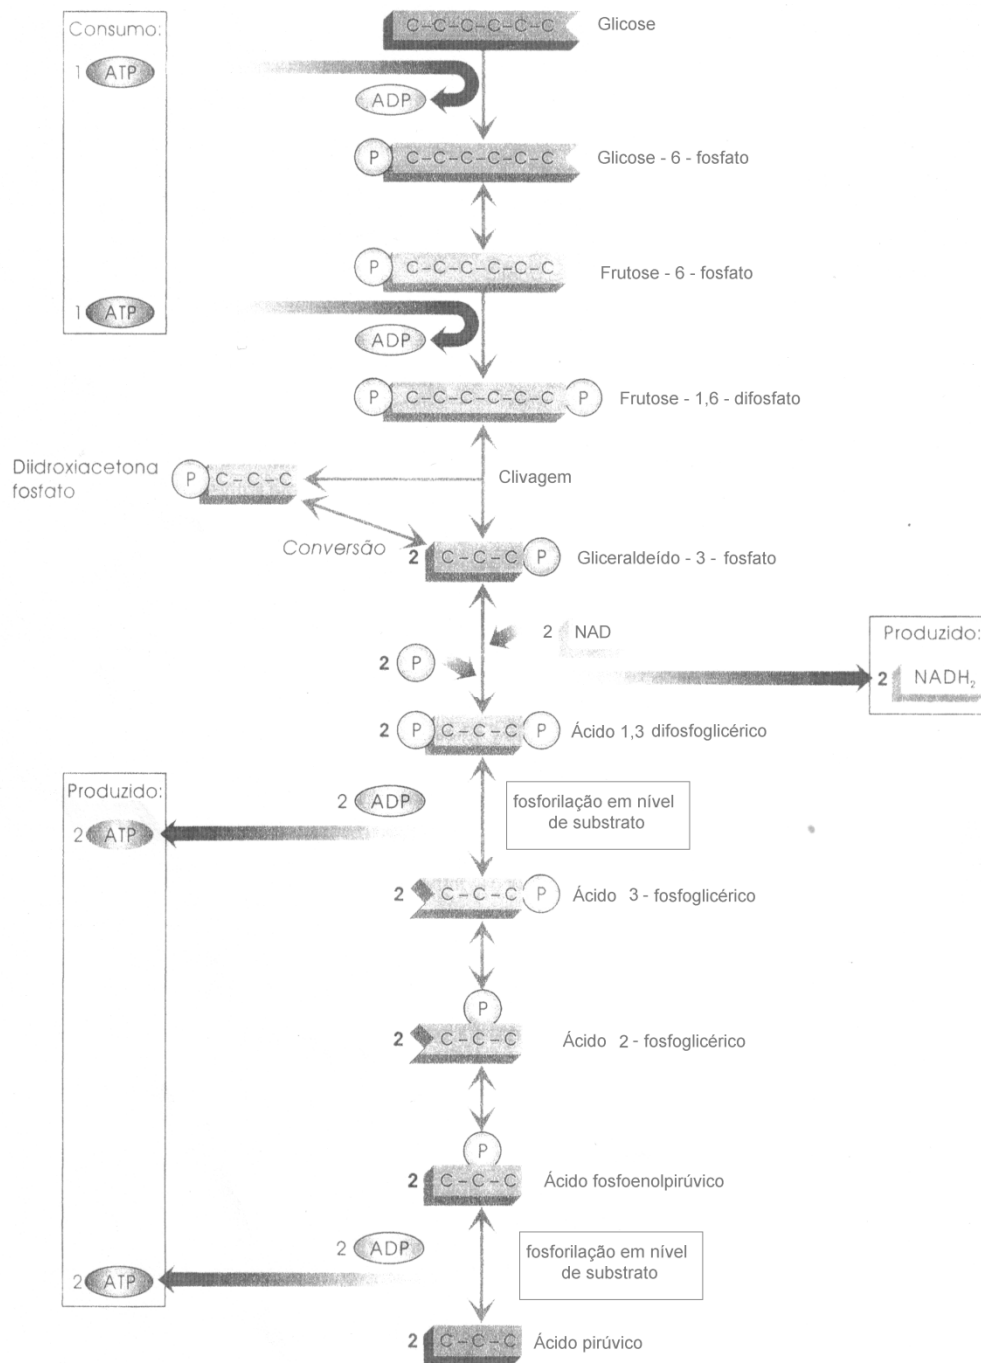 Consumo:
1 ATP
C-C-C-C-C-C Glicose
ADP
P C-C-C-C-C-C Glicose - 6 - fosfato
P C-C-C-C-C-C Frutose - 6 - fosfato
1 ATP
ADP
P C-C-C-C-C-C P Frutose - 1,6 - difosfato
Diidroxiacetona
fosfato
P C-C-C
Clivagem
Conversão
2 C-C-C P Gliceraldeído - 3 - fosfato
2 NAD
2 P
Produzido:
2 NADH₂
2 P C-C-C P Ácido 1,3 difosfoglicérico
Produzido:
2 ATP
2 ADP
fosforilação em nível
de substrato
2 C-C-C P Ácido 3 - fosfoglicérico
P
2 C-C-C Ácido 2 - fosfoglicérico
P
2 C-C-C Ácido fosfoenolpirúvico
2 ADP
fosforilação em nível
de substrato
2 ATP
2 C-C-C Ácido pirúvico